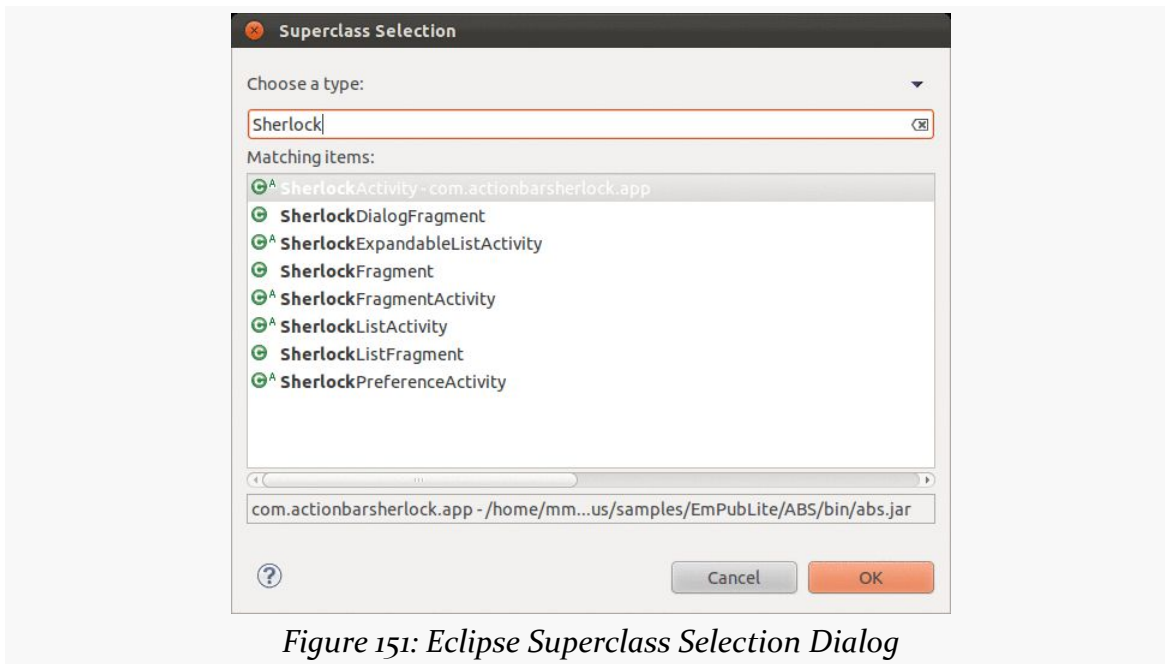 Superclass Selection
Choose a type:
Sherlock
Matching items:
SherlockActivity - com.actionbarsherlock.app
SherlockDialogFragment
SherlockExpandableListActivity
SherlockFragment
SherlockFragmentActivity
SherlockListActivity
SherlockListFragment
SherlockPreferenceActivity
com.actionbarsherlock.app - /home/mm...us/samples/EmPubLite/ABS/bin/abs.jar
Cancel OK
Figure 151: Eclipse Superclass Selection Dialog